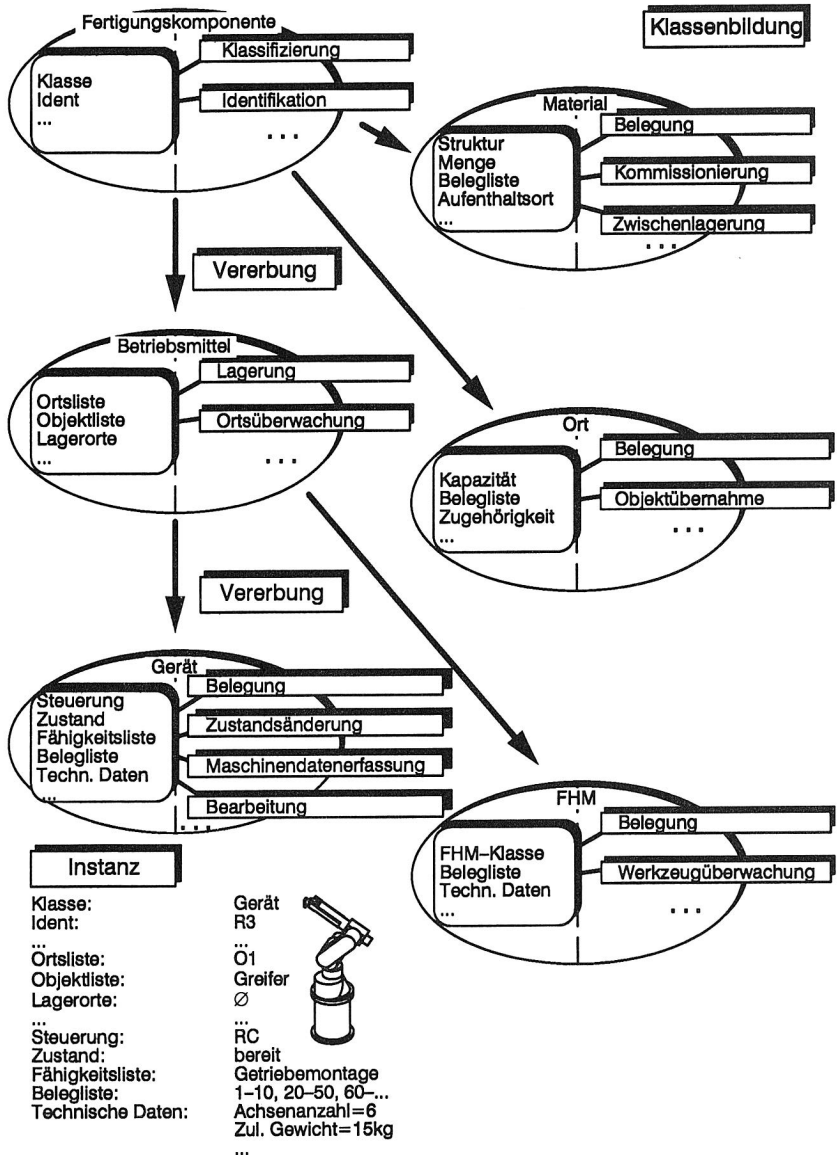 Klassenbildung
Fertigungskomponente
Klasse
Ident
...
Klassifizierung
Identifikation
...
Material
Struktur
Menge
Belegliste
Aufenthaltsort
...
Belegung
Kommissionierung
Zwischenlagerung
...
Vererbung
Betriebsmittel
Ortsliste
Objektliste
Lagerorte
...
Lagerung
Ortsüberwachung
...
Ort
Kapazität
Belegliste
Zugehörigkeit
...
Belegung
Objektübernahme
...
Vererbung
Gerät
Steuerung
Zustand
Fähigkeitsliste
Belegliste
Techn. Daten
...
Belegung
Zustandsänderung
Maschinendatenerfassung
Bearbeitung
...
FHM
FHM–Klasse
Belegliste
Techn. Daten
...
Belegung
Werkzeugüberwachung
...
Instanz
Klasse: Gerät
Ident: R3
... ...
Ortsliste: O1
Objektliste: Greifer
Lagerorte: ∅
... ...
Steuerung: RC
Zustand: bereit
Fähigkeitsliste: Getriebemontage
Belegliste: 1–10, 20–50, 60–...
Technische Daten: Achsenanzahl=6
Zul. Gewicht=15kg
...